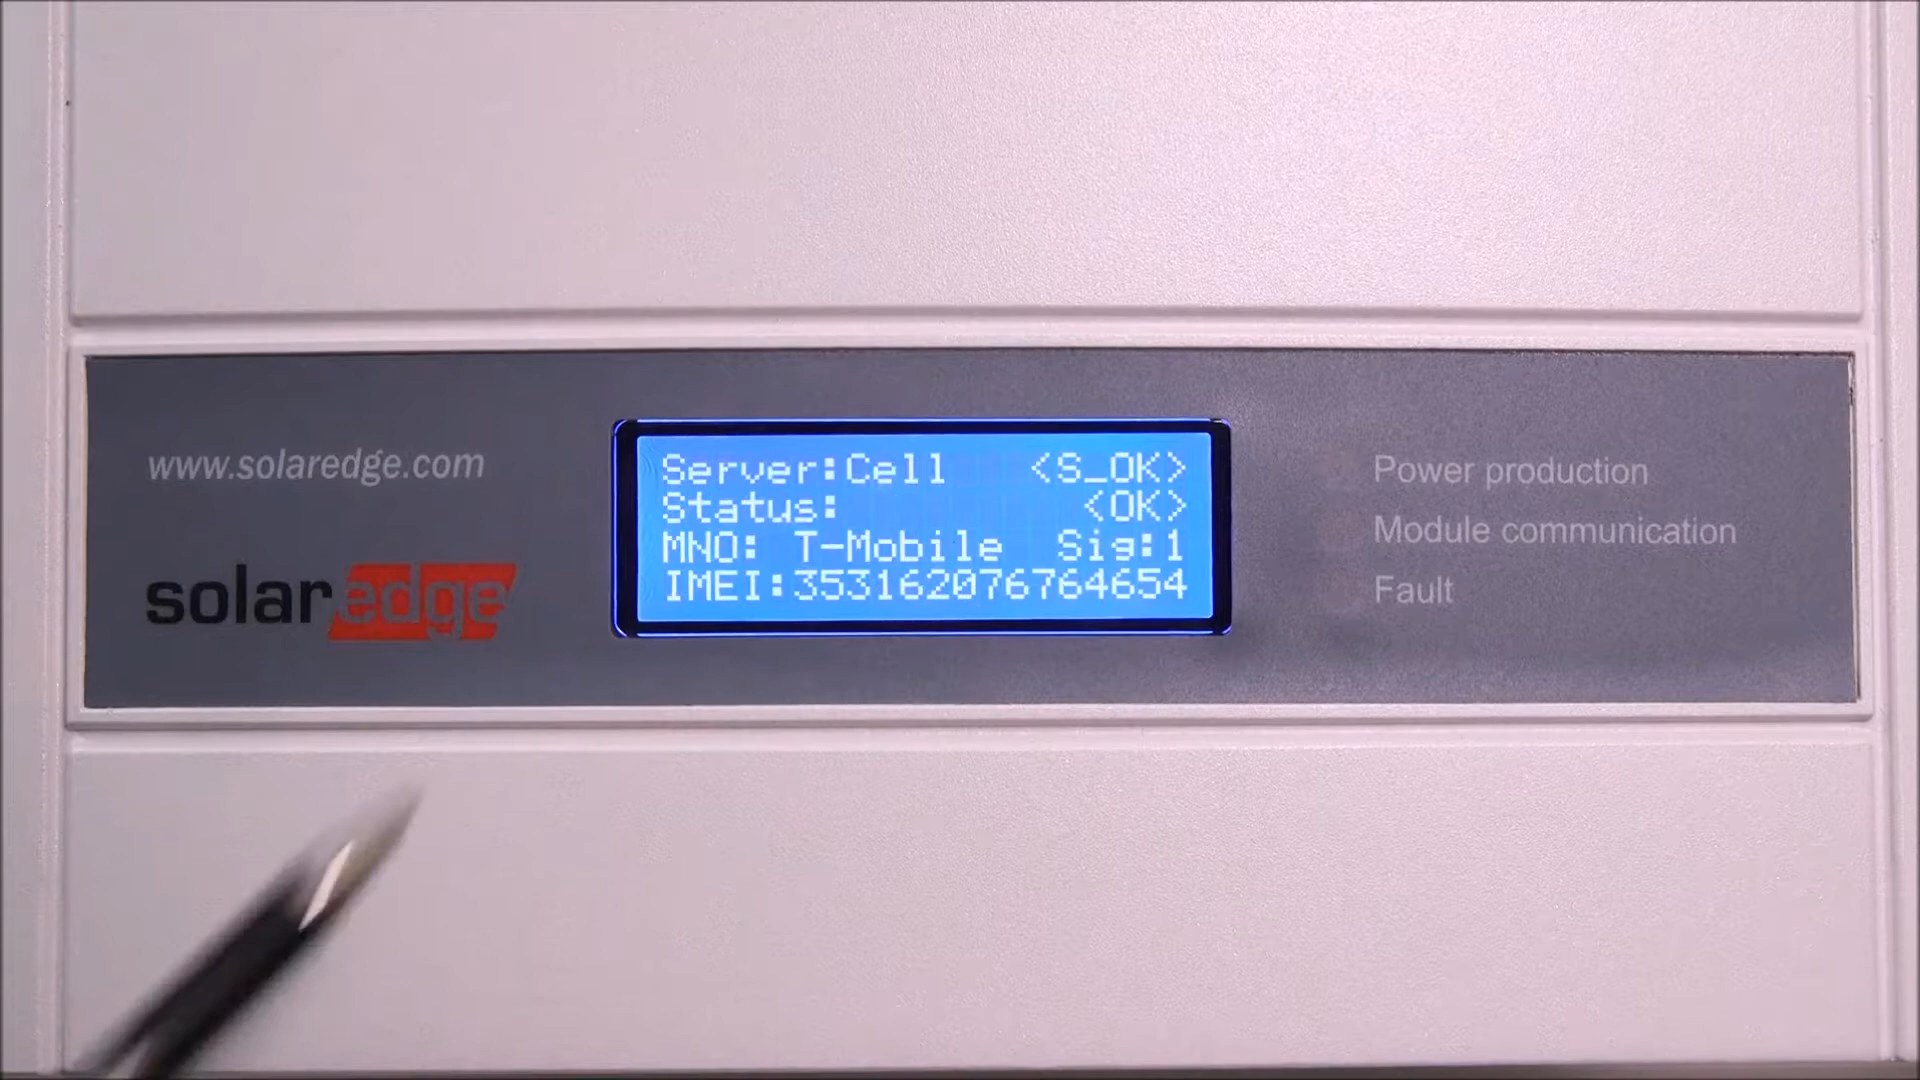 www.solaredge.com
solaredge
Server:Cell <S_OK>
Status: <OK>
MNO: T-Mobile Sig:1
IMEI:353162076764654
Power production
Module communication
Fault